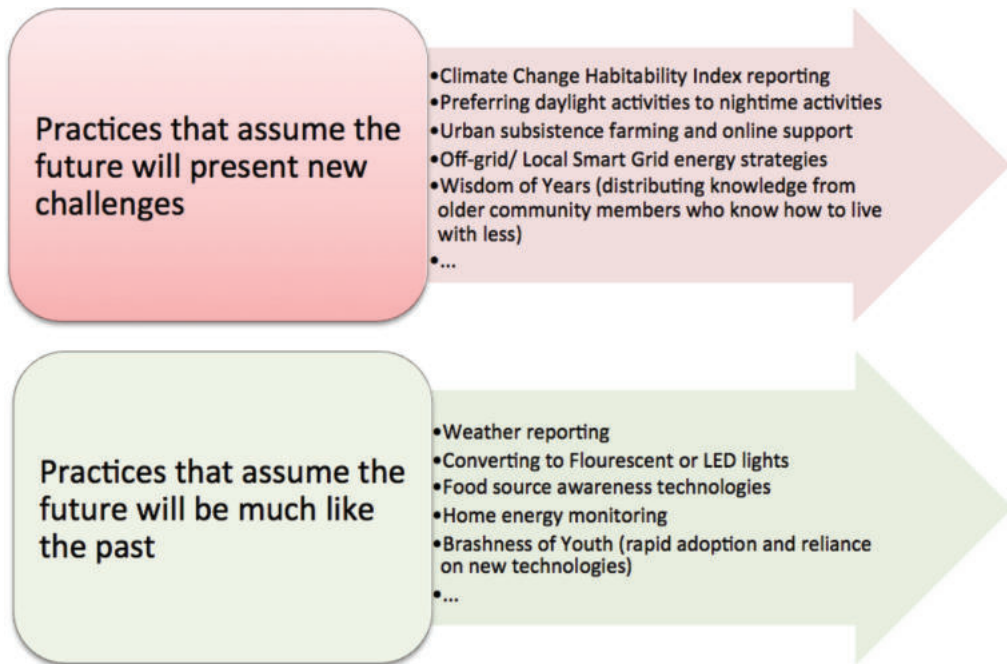 Practices that assume the
future will present new
challenges
•Climate Change Habitability Index reporting
•Preferring daylight activities to nightime activities
•Urban subsistence farming and online support
•Off-grid/ Local Smart Grid energy strategies
•Wisdom of Years (distributing knowledge from
older community members who know how to live
with less)
•...
Practices that assume the
future will be much like
the past
•Weather reporting
•Converting to Flourescent or LED lights
•Food source awareness technologies
•Home energy monitoring
•Brashness of Youth (rapid adoption and reliance
on new technologies)
•...